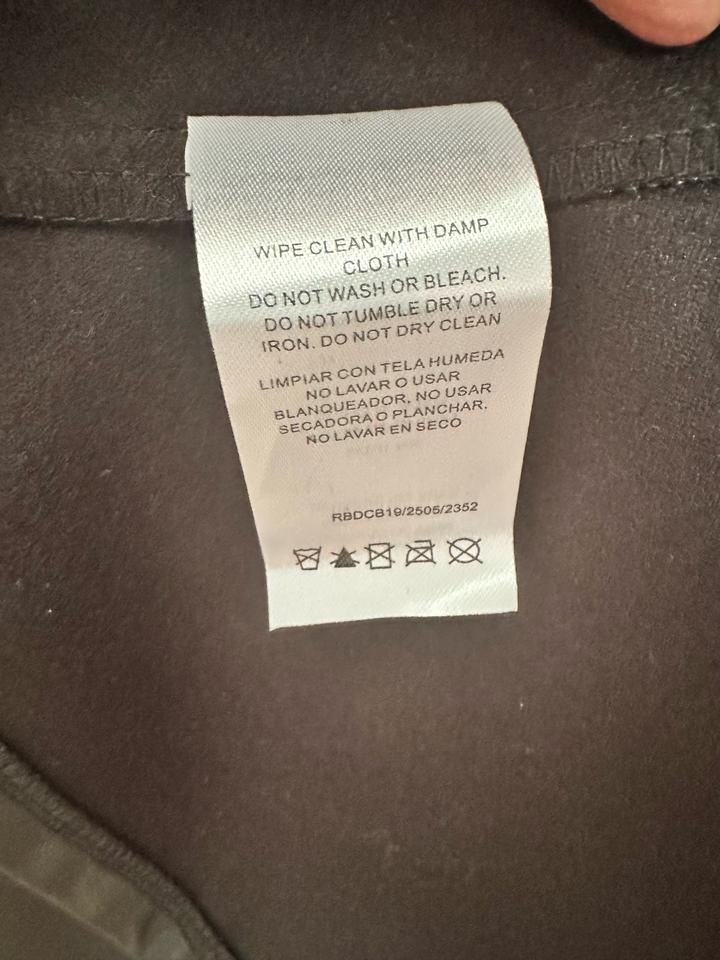 WIPE CLEAN WITH DAMP
CLOTH
DO NOT WASH OR BLEACH.
DO NOT TUMBLE DRY OR
IRON. DO NOT DRY CLEAN
LIMPIAR CON TELA HUMEDA
NO LAVAR O USAR
BLANQUEADOR, NO USAR
SECADORA O PLANCHAR.
NO LAVAR EN SECO
RBDCB19/2505/2352